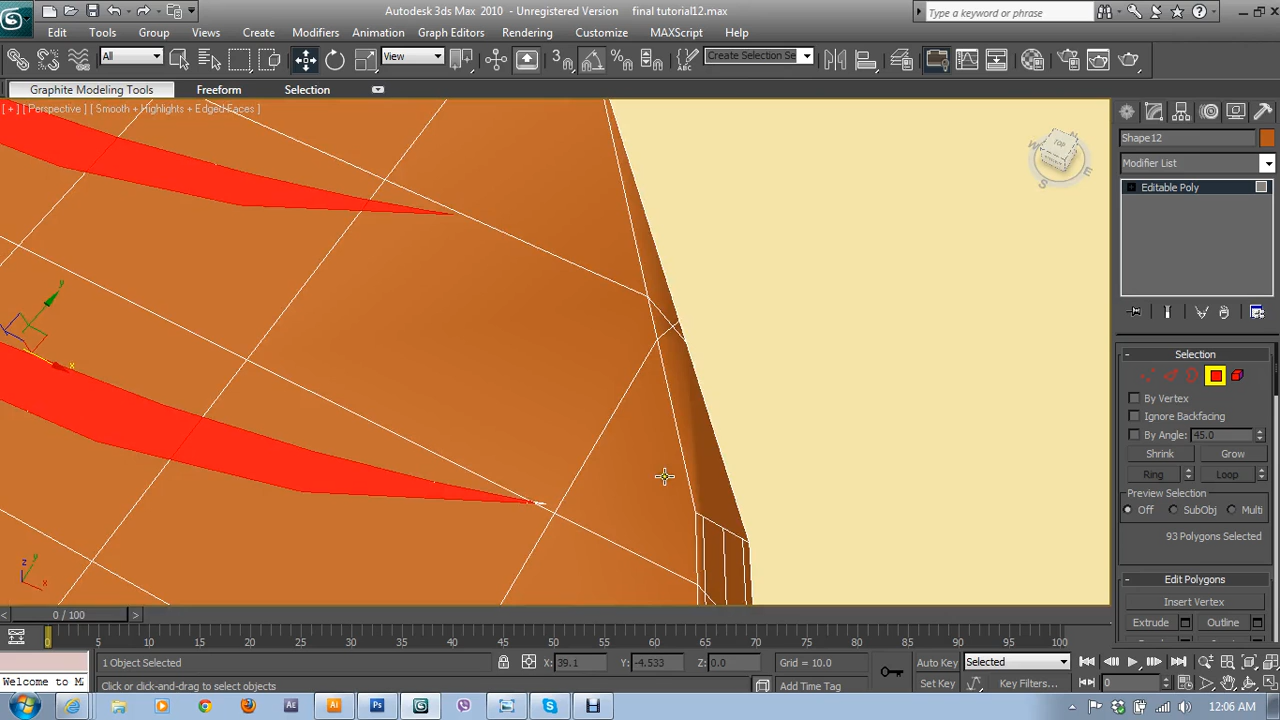 Autodesk 3ds Max 2010 - Unregistered Version final tutorial12.max
Type a keyword or phrase
Edit Tools Group Views Create Modifiers Animation Graph Editors Rendering Customize MAXScript Help
All
View
Create Selection Se
Graphite Modeling Tools Freeform Selection
[ + ] [ Perspective ] [ Smooth + Highlights + Edged Faces ]
TOP
W
S
E
Shape12
Modifier List
Editable Poly
y
x
- Selection
By Vertex
Ignore Backfacing
By Angle: 45.0
Shrink Grow
Ring Loop
Preview Selection
Off SubObj Multi
93 Polygons Selected
- Edit Polygons
Insert Vertex
Extrude Outline
z
y
x
< 0 / 100 >
0 5 10 15 20 25 30 35 40 45 50 55 60 65 70 75 80 85 90 95 100
1 Object Selected X: 39.1 Y: -4.533 Z: 0.0 Grid = 10.0 Auto Key Selected
Welcome to M Click or click-and-drag to select objects Add Time Tag Set Key Key Filters... 0
12:06 AM